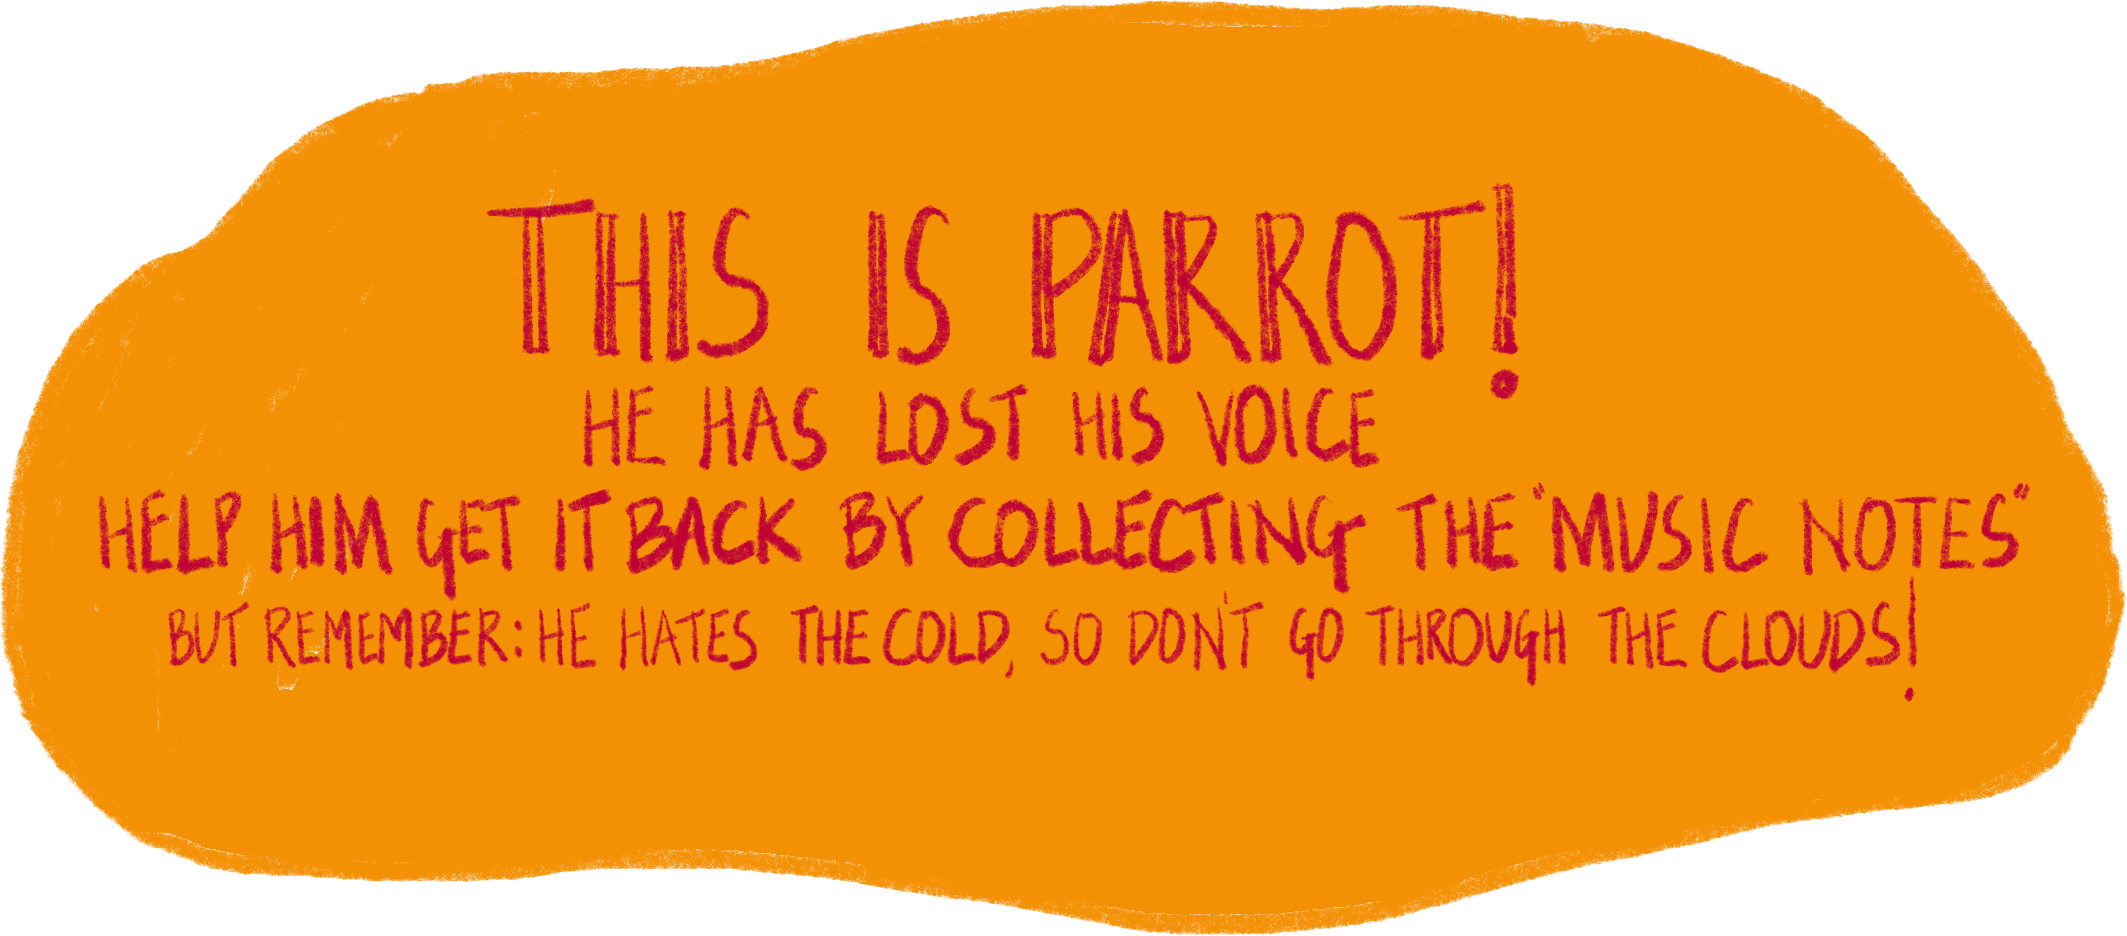 THIS IS PARROT!
HE HAS LOST HIS VOICE
HELP HIM GET IT BACK BY COLLECTING THE "MUSIC NOTES"
BUT REMEMBER: HE HATES THE COLD, SO DON'T GO THROUGH THE CLOUDS!